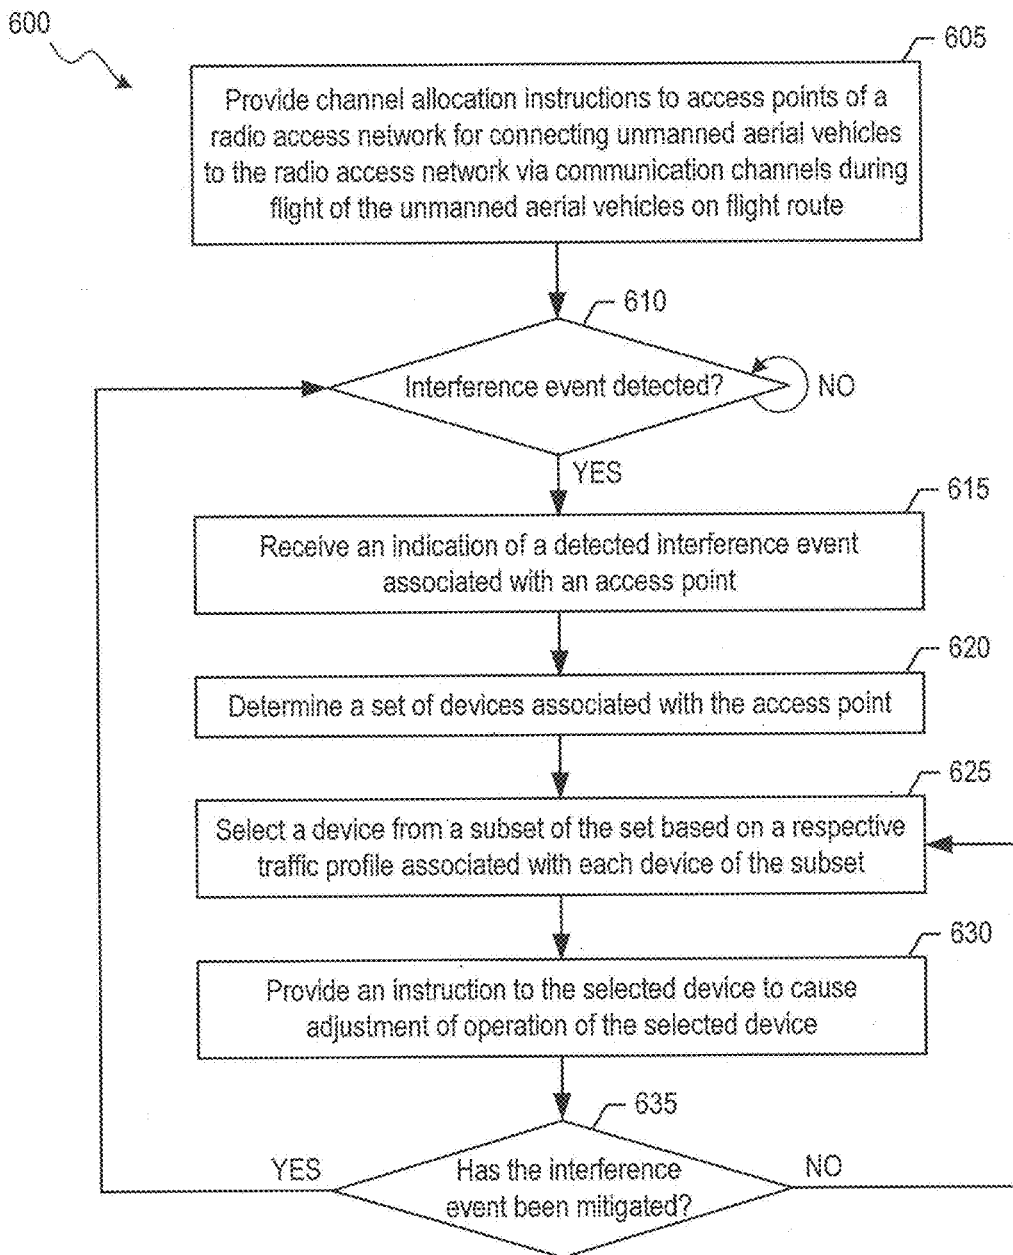 600
605
Provide channel allocation instructions to access points of a
radio access network for connecting unmanned aerial vehicles
to the radio access network via communication channels during
flight of the unmanned aerial vehicles on flight route
610
Interference event detected?
NO
YES
615
Receive an indication of a detected interference event
associated with an access point
620
Determine a set of devices associated with the access point
625
Select a device from a subset of the set based on a respective
traffic profile associated with each device of the subset
630
Provide an instruction to the selected device to cause
adjustment of operation of the selected device
635
YES
Has the interference
event been mitigated?
NO